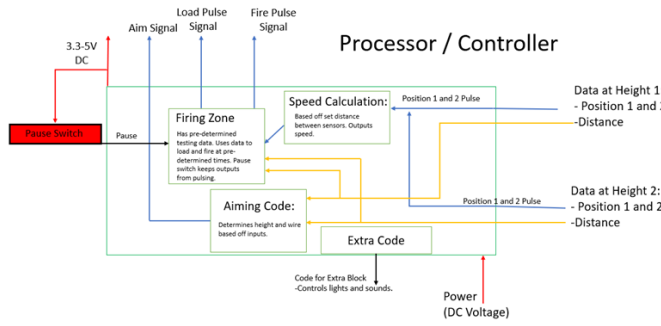 Load Pulse
Signal
Fire Pulse
Signal
Aim Signal
3.3-5V
DC
Processor / Controller
Pause Switch
Pause
Firing Zone
Has pre-determined
testing data. Uses data to
load and fire at pre-
determined times. Pause
switch keeps outputs
from pulsing.
Speed Calculation:
Based off set distance
between sensors. Outputs
speed.
Position 1 and 2 Pulse
Data at Height 1:
- Position 1 and 2
-Distance
Aiming Code:
Determines height and wire
based off inputs.
Position 1 and 2 Pulse
Data at Height 2:
- Position 1 and 2
-Distance
Extra Code
Code for Extra Block
-Controls lights and sounds.
Power
(DC Voltage)